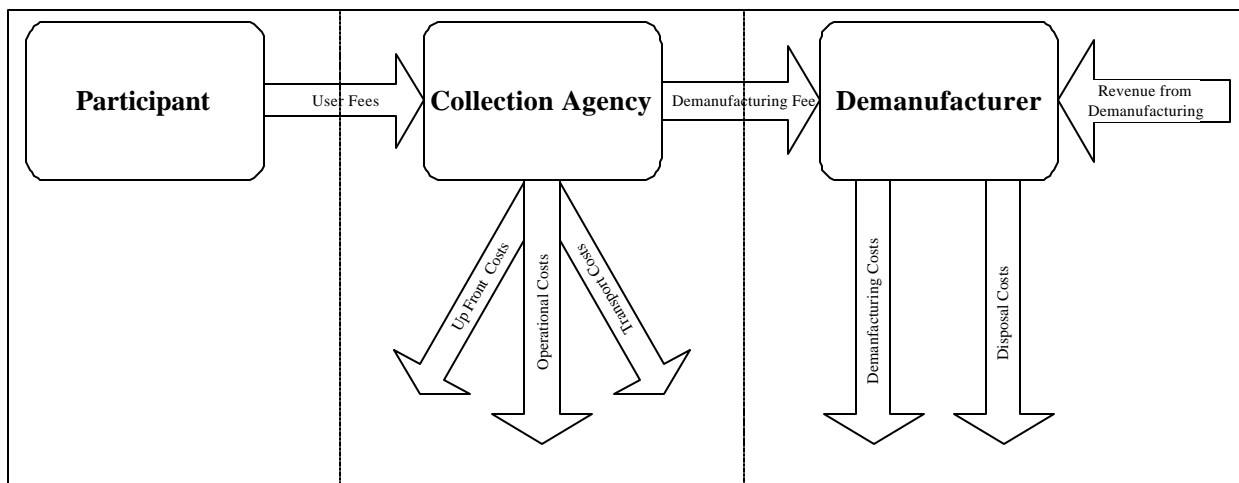 Participant
User Fees
Collection Agency
Demanufacturing Fee
Demanufacturer
Revenue from
Demanufacturing
Up Front Costs
Operational Costs
Transport Costs
Demanfacturing Costs
Disposal Costs